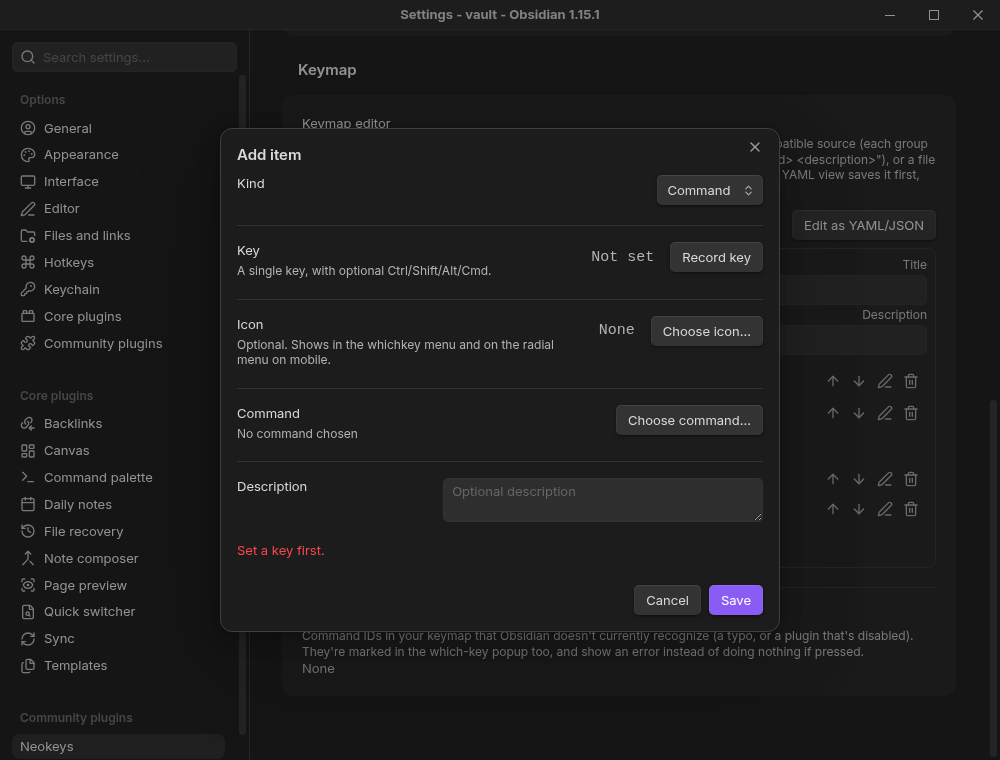 Settings - vault - Obsidian 1.15.1
Search settings...
Options
General
Appearance
Interface
Editor
Files and links
Hotkeys
Keychain
Core plugins
Community plugins
Core plugins
Backlinks
Canvas
Command palette
Daily notes
File recovery
Note composer
Page preview
Quick switcher
Sync
Templates
Community plugins
Neokeys
Keymap
Keymap editor
patible source (each group
d> <description>"), or a file
YAML view saves it first,
Edit as YAML/JSON
Title
Description
Add item
Kind
Command
Key
A single key, with optional Ctrl/Shift/Alt/Cmd.
Not set
Record key
Icon
Optional. Shows in the whichkey menu and on the radial
menu on mobile.
None
Choose icon...
Command
No command chosen
Choose command...
Description
Optional description
Set a key first.
Cancel
Save
Command IDs in your keymap that Obsidian doesn't currently recognize (a typo, or a plugin that's disabled).
They're marked in the which-key popup too, and show an error instead of doing nothing if pressed.
None